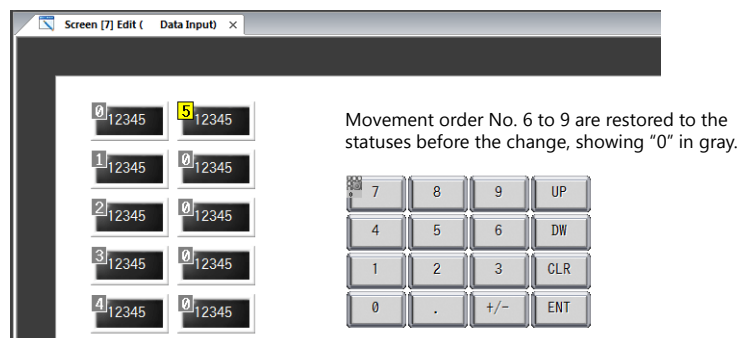 Screen [7] Edit ( Data Input) ×
0 12345 5 12345
1 12345 0 12345
2 12345 0 12345
3 12345 0 12345
4 12345 0 12345
Movement order No. 6 to 9 are restored to the
statuses before the change, showing “0” in gray.
7 8 9 UP
4 5 6 DW
1 2 3 CLR
0 . +/- ENT